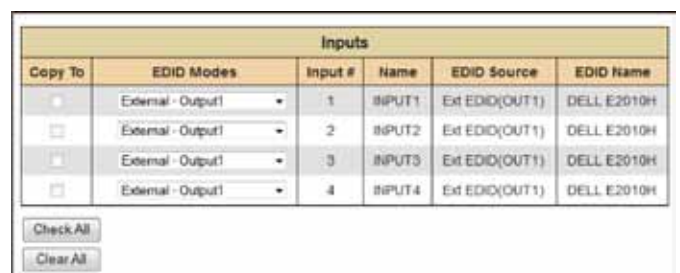 Inputs
Copy To EDID Modes Input # Name EDID Source EDID Name
External - Output1 1 INPUT1 Ext EDID(OUT1) DELL E2010H
External - Output1 2 INPUT2 Ext EDID(OUT1) DELL E2010H
External - Output1 3 INPUT3 Ext EDID(OUT1) DELL E2010H
External - Output1 4 INPUT4 Ext EDID(OUT1) DELL E2010H
Check All
Clear All